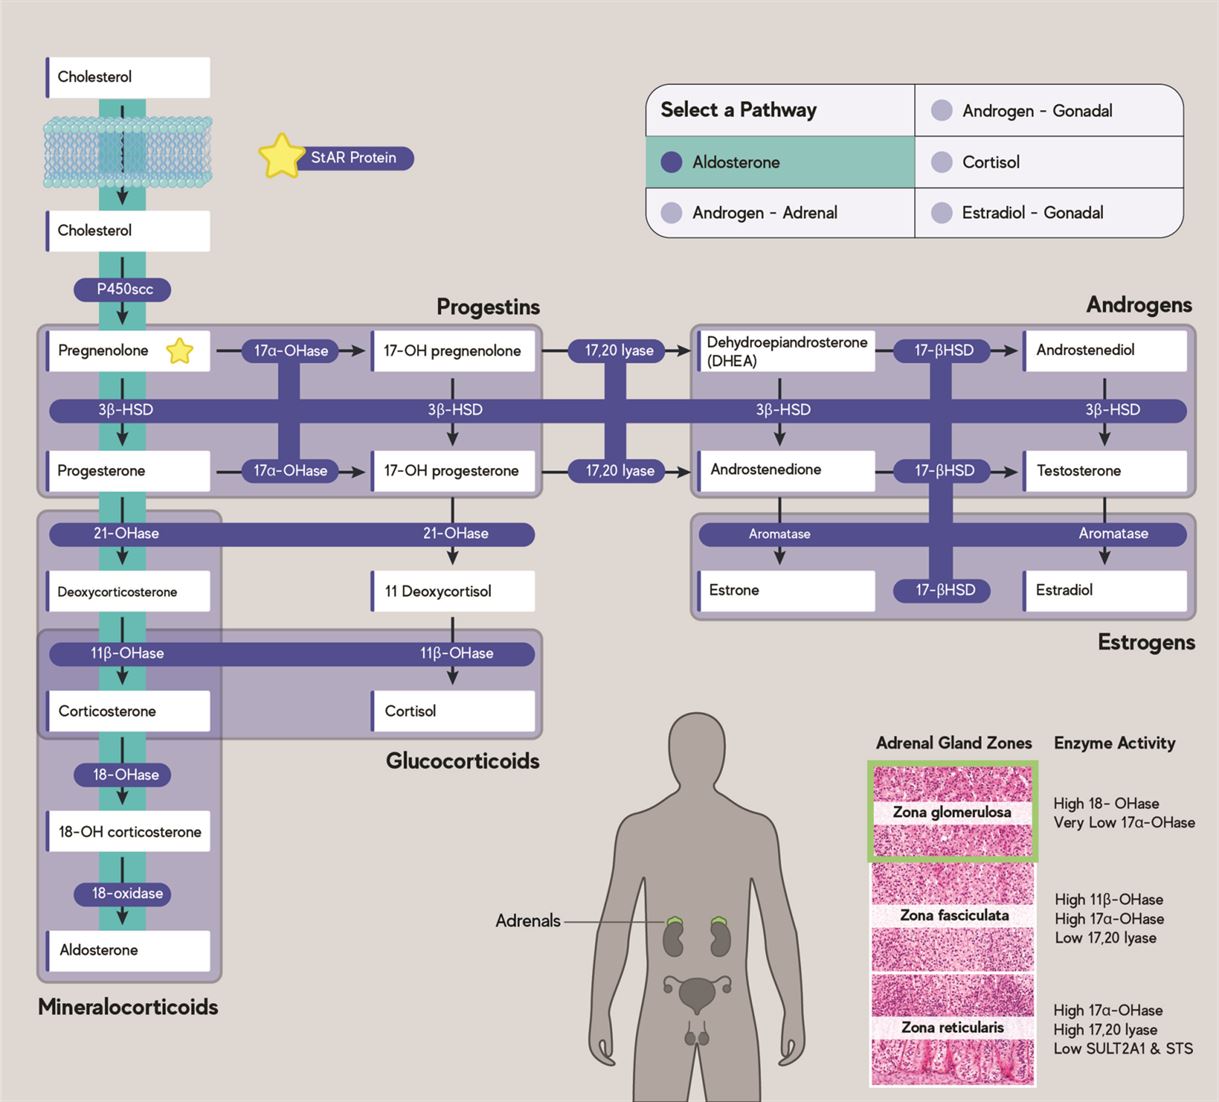 Cholesterol
StAR Protein
Select a Pathway
Androgen - Gonadal
Aldosterone
Cortisol
Androgen - Adrenal
Estradiol - Gonadal
Cholesterol
P450scc
Progestins
Androgens
Pregnenolone
17α-OHase
17-OH pregnenolone
17,20 lyase
Dehydroepiandrosterone
(DHEA)
17-βHSD
Androstenediol
3β-HSD
3β-HSD
3β-HSD
3β-HSD
Progesterone
17α-OHase
17-OH progesterone
17,20 lyase
Androstenedione
17-βHSD
Testosterone
21-OHase
21-OHase
Aromatase
Aromatase
Deoxycorticosterone
11 Deoxycortisol
Estrone
17-βHSD
Estradiol
Estrogens
11β-OHase
11β-OHase
Corticosterone
Cortisol
Glucocorticoids
18-OHase
18-OH corticosterone
18-oxidase
Aldosterone
Mineralocorticoids
Adrenals
Adrenal Gland Zones
Enzyme Activity
Zona glomerulosa
High 18- OHase
Very Low 17α-OHase
Zona fasciculata
High 11β-OHase
High 17α-OHase
Low 17,20 lyase
Zona reticularis
High 17α-OHase
High 17,20 lyase
Low SULT2A1 & STS